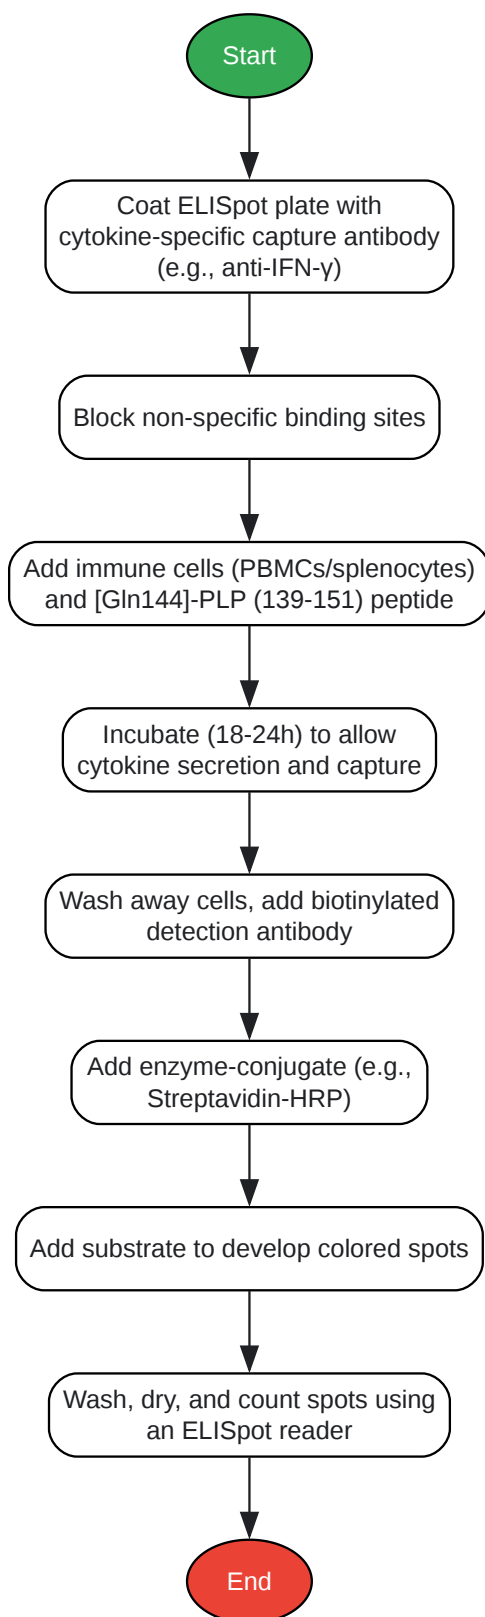 Start
Coat ELISpot plate with
cytokine-specific capture antibody
(e.g., anti-IFN-γ)
Block non-specific binding sites
Add immune cells (PBMCs/splenocytes)
and [Gln144]-PLP (139-151) peptide
Incubate (18-24h) to allow
cytokine secretion and capture
Wash away cells, add biotinylated
detection antibody
Add enzyme-conjugate (e.g.,
Streptavidin-HRP)
Add substrate to develop colored spots
Wash, dry, and count spots using
an ELISpot reader
End